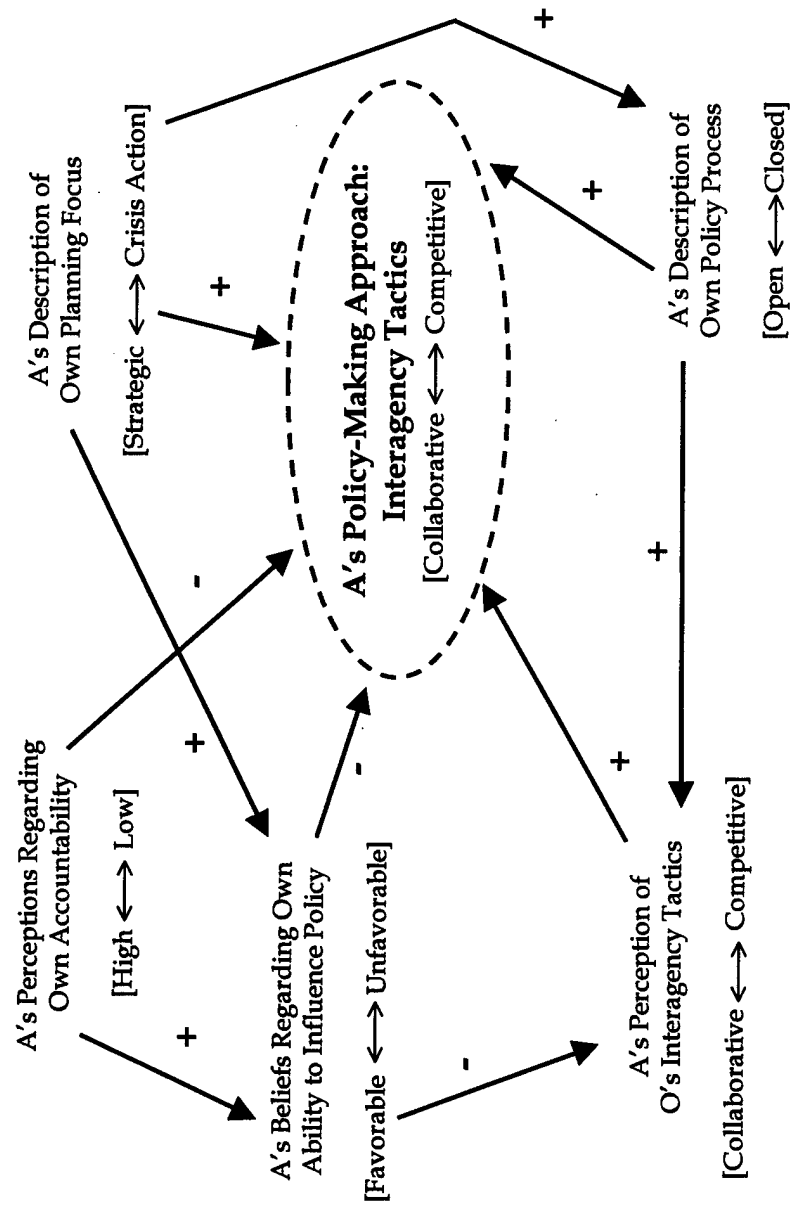 A's Perceptions Regarding
Own Accountability
[High ⟷ Low]
A's Description of
Own Planning Focus
[Strategic ⟷ Crisis Action]
+
+
-
+
+
A's Beliefs Regarding Own
Ability to Influence Policy
[Favorable ⟷ Unfavorable]
-
A's Policy-Making Approach:
Interagency Tactics
[Collaborative ⟷ Competitive]
-
+
+
+
A's Perception of
O's Interagency Tactics
[Collaborative ⟷ Competitive]
A's Description of
Own Policy Process
[Open ⟷ Closed]